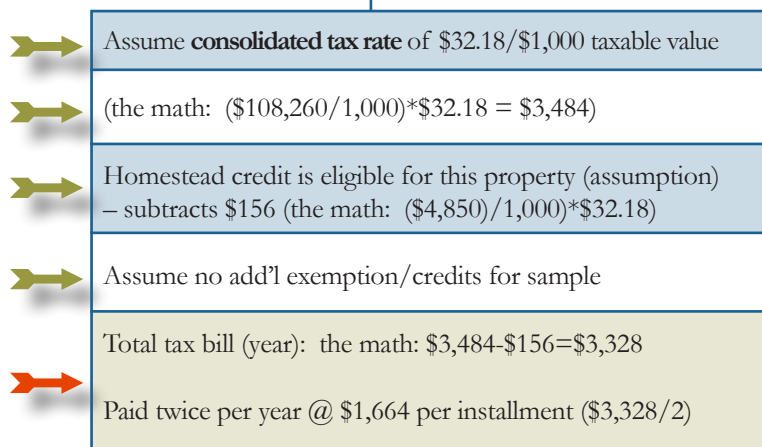 Assume consolidated tax rate of $32.18/$1,000 taxable value
(the math: ($108,260/1,000)*$32.18 = $3,484)
Homestead credit is eligible for this property (assumption)
– subtracts $156 (the math: ($4,850)/1,000)*$32.18)
Assume no add’l exemption/credits for sample
Total tax bill (year): the math: $3,484-$156=$3,328
Paid twice per year @ $1,664 per installment ($3,328/2)